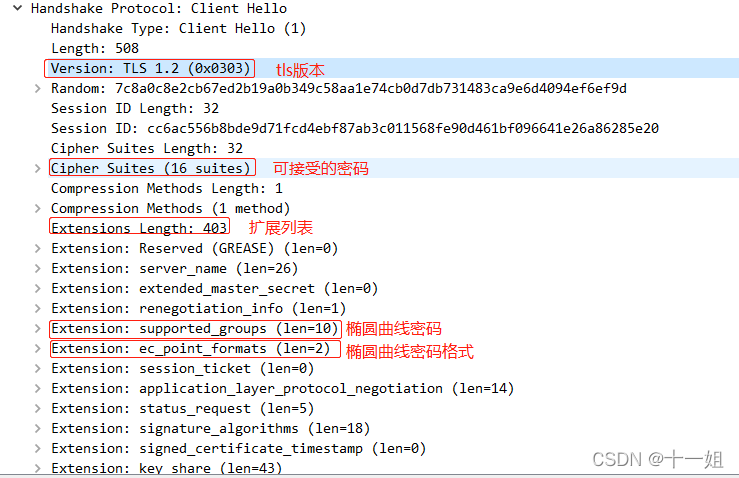 Handshake Protocol: Client Hello
Handshake Type: Client Hello (1)
Length: 508
Version: TLS 1.2 (0x0303) tls版本
Random: 7c8a0c8e2cb67ed2b19a0b349c58aa1e74cb0d7db731483ca9e6d4094ef6ef9d
Session ID Length: 32
Session ID: cc6ac556b8bde9d71fcd4ebf87ab3c011568fe90d461bf096641e26a86285e20
Cipher Suites Length: 32
Cipher Suites (16 suites) 可接受的密码
Compression Methods Length: 1
Compression Methods (1 method)
Extensions Length: 403 扩展列表
Extension: Reserved (GREASE) (len=0)
Extension: server_name (len=26)
Extension: extended_master_secret (len=0)
Extension: renegotiation_info (len=1)
Extension: supported_groups (len=10) 椭圆曲线密码
Extension: ec_point_formats (len=2) 椭圆曲线密码格式
Extension: session_ticket (len=0)
Extension: application_layer_protocol_negotiation (len=14)
Extension: status_request (len=5)
Extension: signature_algorithms (len=18)
Extension: signed_certificate_timestamp (len=0)
Extension: key_share (len=43)
CSDN @十一姐